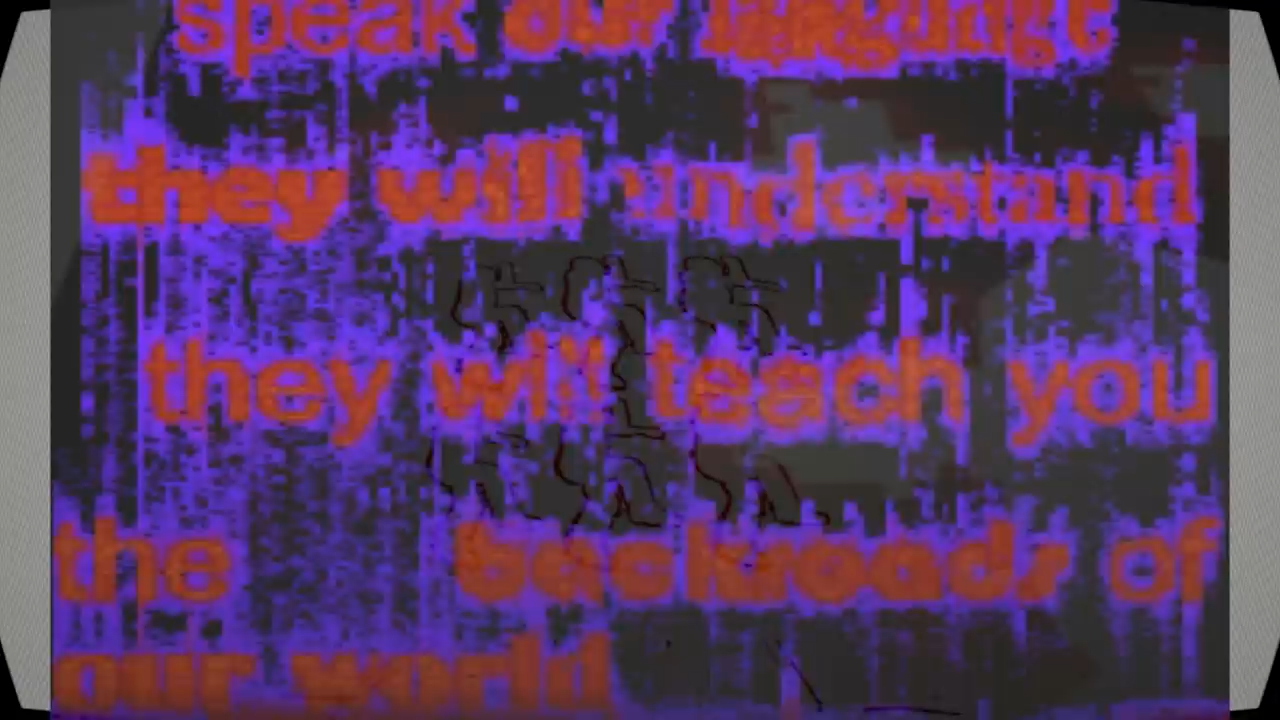 speak our language
they will understand
they will teach you
the backroads of
our world